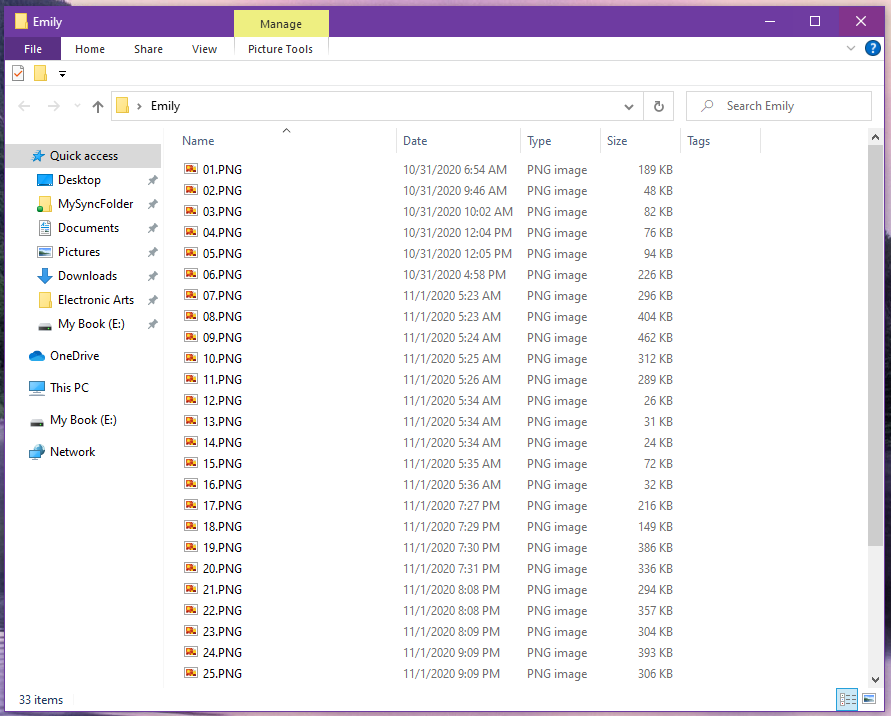 Emily
Manage
File Home Share View Picture Tools
Emily
Search Emily
Name Date Type Size Tags
Quick access
Desktop
MySyncFolder
Documents
Pictures
Downloads
Electronic Arts
My Book (E:)
OneDrive
This PC
My Book (E:)
Network
01.PNG 10/31/2020 6:54 AM PNG image 189 KB
02.PNG 10/31/2020 9:46 AM PNG image 48 KB
03.PNG 10/31/2020 10:02 AM PNG image 82 KB
04.PNG 10/31/2020 12:04 PM PNG image 76 KB
05.PNG 10/31/2020 12:05 PM PNG image 94 KB
06.PNG 10/31/2020 4:58 PM PNG image 226 KB
07.PNG 11/1/2020 5:23 AM PNG image 296 KB
08.PNG 11/1/2020 5:23 AM PNG image 404 KB
09.PNG 11/1/2020 5:24 AM PNG image 462 KB
10.PNG 11/1/2020 5:25 AM PNG image 312 KB
11.PNG 11/1/2020 5:26 AM PNG image 289 KB
12.PNG 11/1/2020 5:34 AM PNG image 26 KB
13.PNG 11/1/2020 5:34 AM PNG image 31 KB
14.PNG 11/1/2020 5:34 AM PNG image 24 KB
15.PNG 11/1/2020 5:35 AM PNG image 72 KB
16.PNG 11/1/2020 5:36 AM PNG image 32 KB
17.PNG 11/1/2020 7:27 PM PNG image 216 KB
18.PNG 11/1/2020 7:29 PM PNG image 149 KB
19.PNG 11/1/2020 7:30 PM PNG image 386 KB
20.PNG 11/1/2020 7:31 PM PNG image 336 KB
21.PNG 11/1/2020 8:08 PM PNG image 294 KB
22.PNG 11/1/2020 8:08 PM PNG image 357 KB
23.PNG 11/1/2020 8:09 PM PNG image 304 KB
24.PNG 11/1/2020 9:09 PM PNG image 393 KB
25.PNG 11/1/2020 9:09 PM PNG image 306 KB
33 items